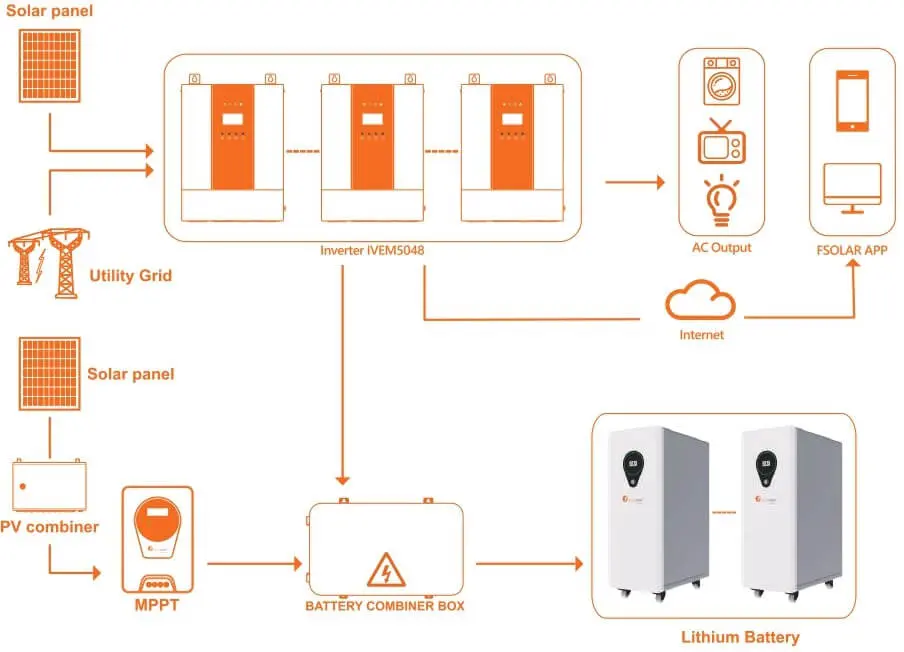 Solar panel
Inverter iVEM5048
AC Output
FSOLAR APP
Utility Grid
Internet
Solar panel
PV combiner
MPPT
BATTERY COMBINER BOX
Lithium Battery